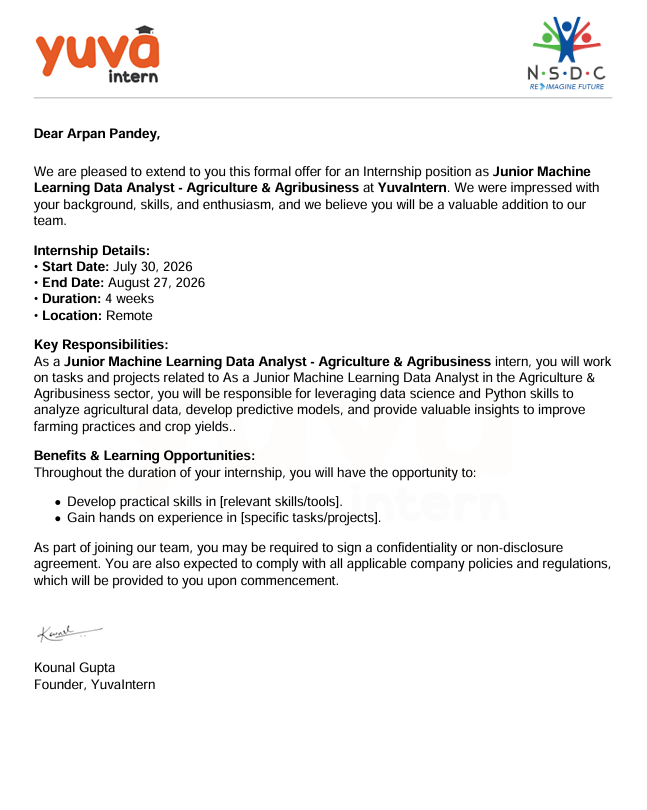 yuva
intern
N·S·D·C
RE IMAGINE FUTURE
Dear Arpan Pandey,
We are pleased to extend to you this formal offer for an Internship position as Junior Machine
Learning Data Analyst - Agriculture & Agribusiness at YuvaIntern. We were impressed with
your background, skills, and enthusiasm, and we believe you will be a valuable addition to our
team.
Internship Details:
• Start Date: July 30, 2026
• End Date: August 27, 2026
• Duration: 4 weeks
• Location: Remote
Key Responsibilities:
As a Junior Machine Learning Data Analyst - Agriculture & Agribusiness intern, you will work
on tasks and projects related to As a Junior Machine Learning Data Analyst in the Agriculture &
Agribusiness sector, you will be responsible for leveraging data science and Python skills to
analyze agricultural data, develop predictive models, and provide valuable insights to improve
farming practices and crop yields..
Benefits & Learning Opportunities:
Throughout the duration of your internship, you will have the opportunity to:
• Develop practical skills in [relevant skills/tools].
• Gain hands on experience in [specific tasks/projects].
As part of joining our team, you may be required to sign a confidentiality or non-disclosure
agreement. You are also expected to comply with all applicable company policies and regulations,
which will be provided to you upon commencement.
Kounal
Kounal Gupta
Founder, YuvaIntern